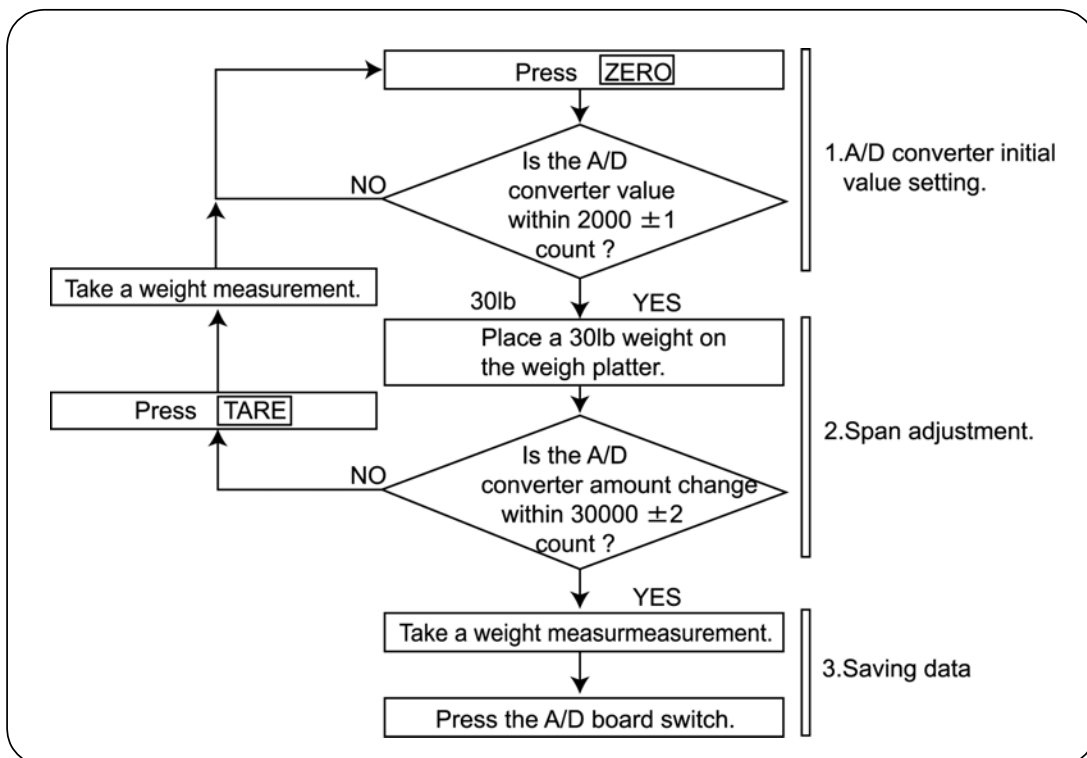 Press ZERO
Is the A/D
converter value
within 2000 ±1
count ?
NO
1.A/D converter initial
value setting.
Take a weight measurement.
30lb YES
Place a 30lb weight on
the weigh platter.
Press TARE
2.Span adjustment.
Is the A/D
converter amount change
within 30000 ±2
count ?
NO
YES
Take a weight measurmeasurement.
3.Saving data
Press the A/D board switch.